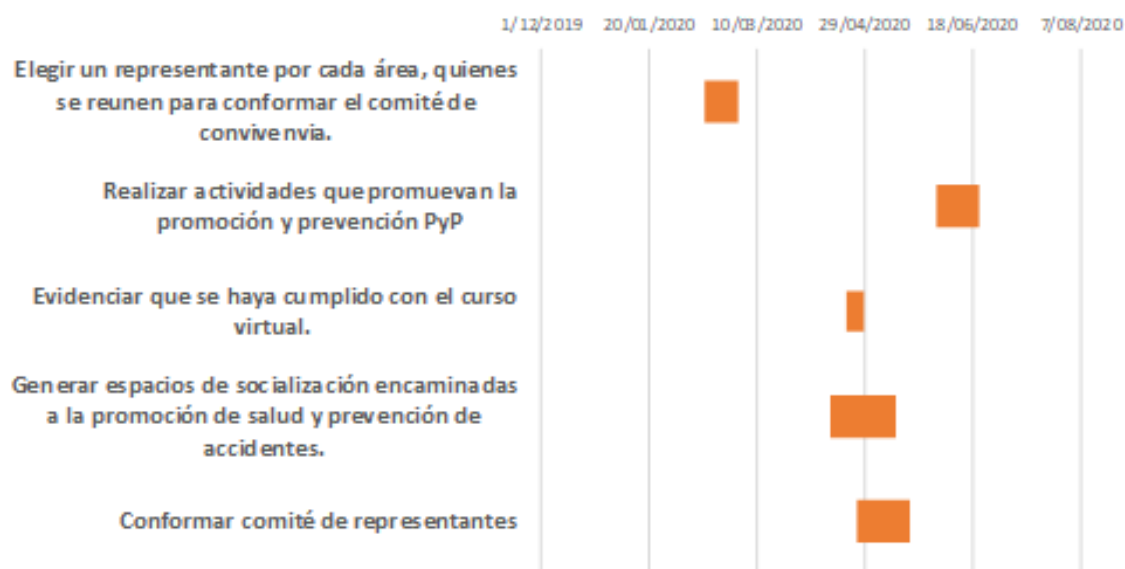 1/12/2019 20/01/2020 10/03/2020 29/04/2020 18/06/2020 7/08/2020
Elegir un representante por cada área, quienes
se reunen para conformar el comité de
convivenvia.
Realizar actividades que promuevan la
promoción y prevención PyP
Evidenciar que se haya cumplido con el curso
virtual.
Generar espacios de socialización encaminadas
a la promoción de salud y prevención de
accidentes.
Conformar comité de representantes